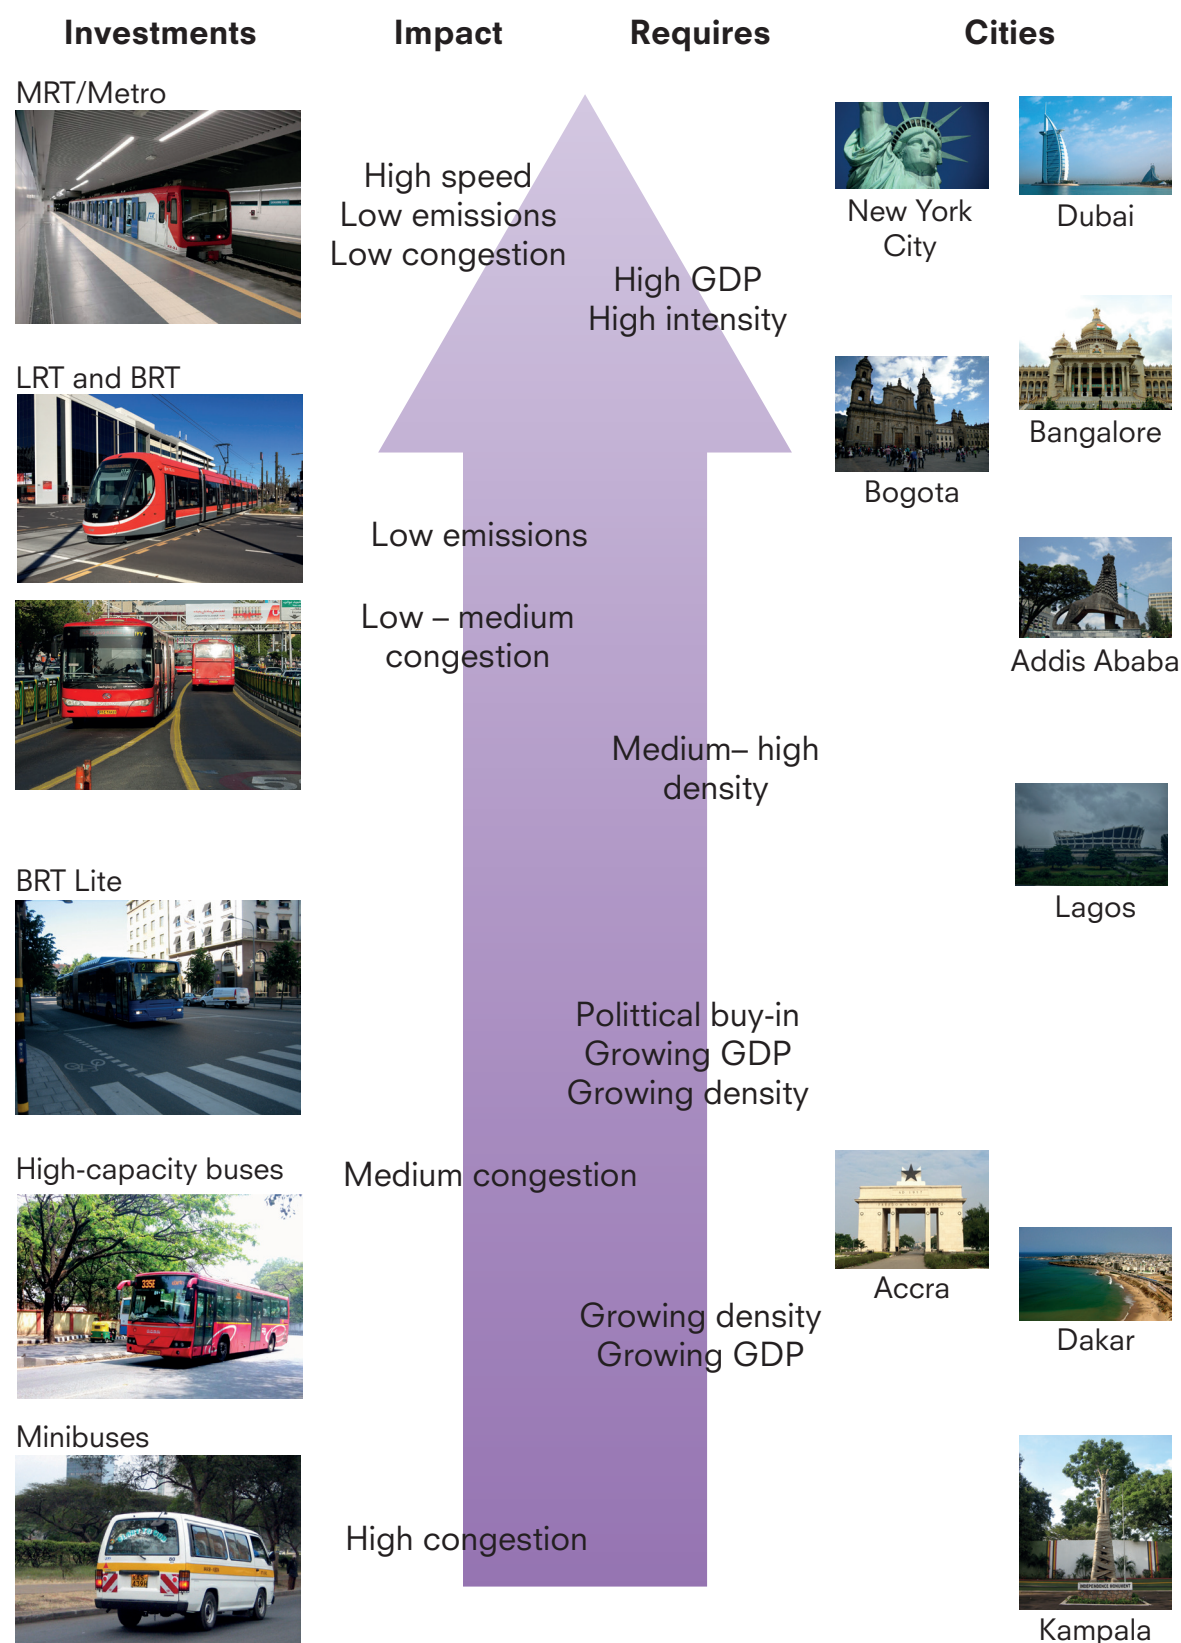 Investments
Impact
Requires
Cities
MRT/Metro
High speed
Low emissions
Low congestion
High GDP
High intensity
New York
City
Dubai
LRT and BRT
Bangalore
Bogota
Low emissions
Low – medium
congestion
Addis Ababa
Medium– high
density
Lagos
BRT Lite
Polittical buy-in
Growing GDP
Growing density
High-capacity buses
Medium congestion
335E
Accra
Growing density
Growing GDP
Dakar
Minibuses
High congestion
INDEPENDENCE MONUMENT
Kampala